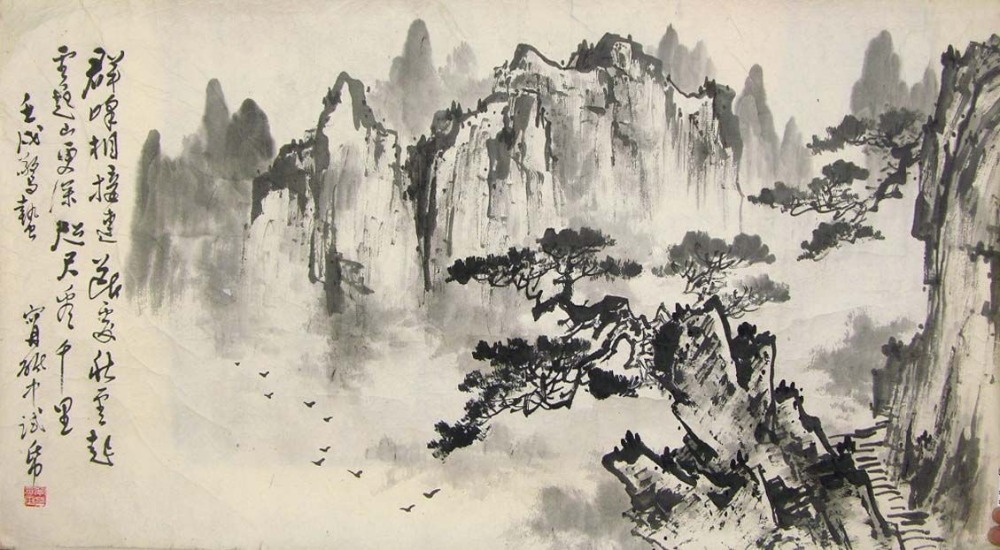 群峰相接連斷處秋雲起
雲起山更深咫尺千里
壬戌驚蟄 試筆